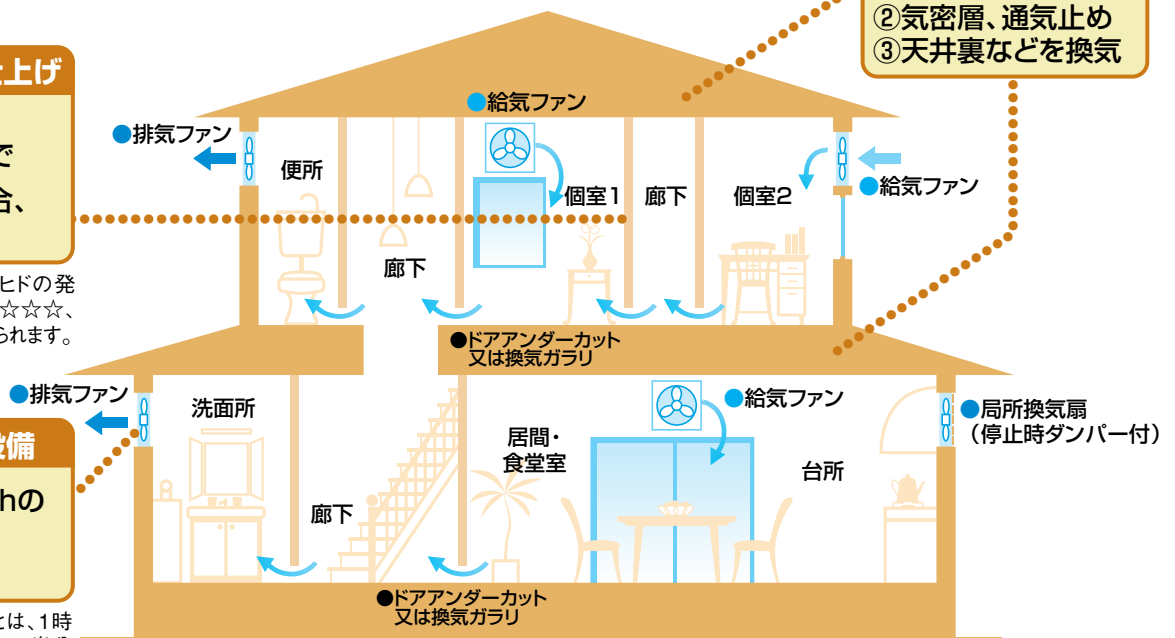 ②気密層、通気止め
③天井裏などを換気
上げ
で
合、
ヒドの発
☆☆☆、
られます。
●給気ファン
●排気ファン
便所
個室1
廊下
個室2
●給気ファン
廊下
●ドアアンダーカット
又は換気ガラリ
●排気ファン
洗面所
●給気ファン
●局所換気扇
（停止時ダンパー付）
居間・
食堂室
台所
設備
hの
廊下
●ドアアンダーカット
又は換気ガラリ
とは、1時